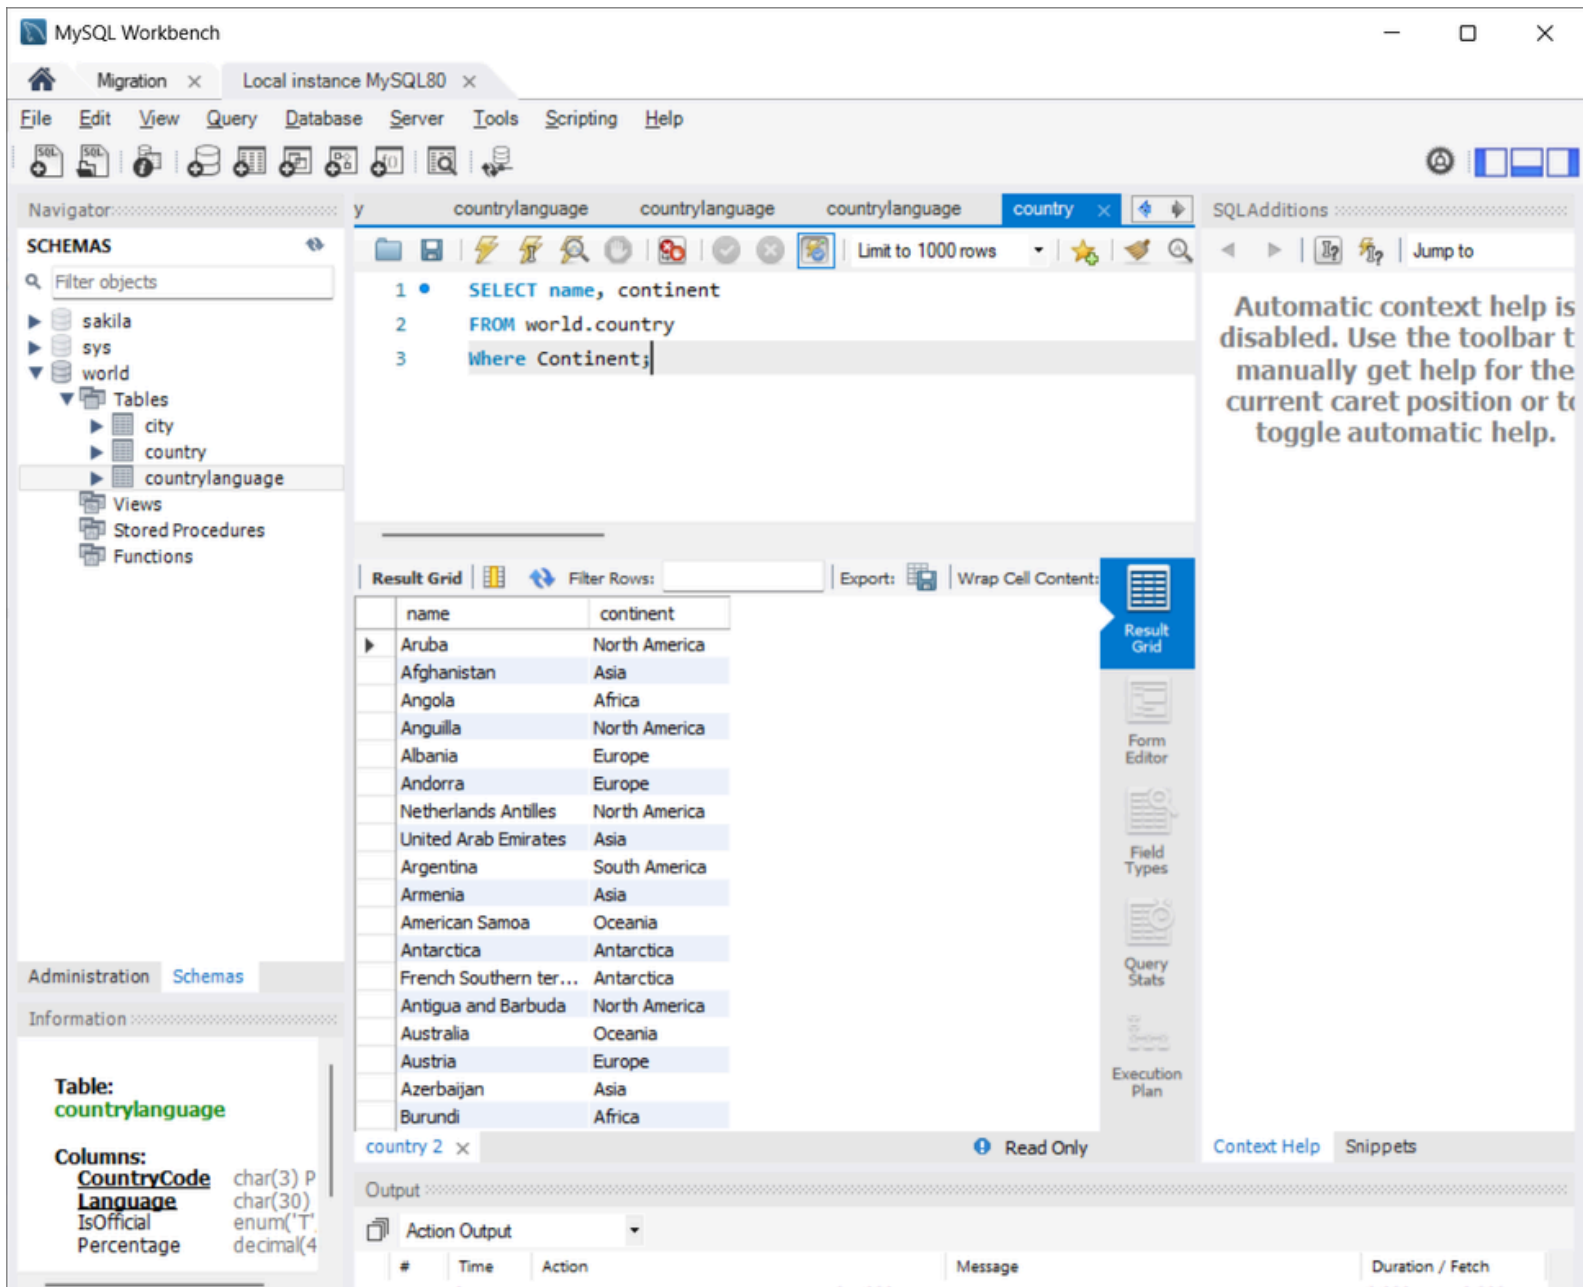 MySQL Workbench
Migration
Local instance MySQL80
File Edit View Query Database Server Tools Scripting Help
Navigator
SCHEMAS
Filter objects
sakila
sys
world
Tables
city
country
countrylanguage
Views
Stored Procedures
Functions
Administration Schemas
Information
Table:
countrylanguage
Columns:
CountryCode char(3) P
Language char(30)
IsOfficial enum('T'
Percentage decimal(4
y countrylanguage countrylanguage countrylanguage country
Limit to 1000 rows
1 SELECT name, continent
2 FROM world.country
3 Where Continent;
Result Grid Filter Rows: Export: Wrap Cell Content:
name continent
Aruba North America
Afghanistan Asia
Angola Africa
Anguilla North America
Albania Europe
Andorra Europe
Netherlands Antilles North America
United Arab Emirates Asia
Argentina South America
Armenia Asia
American Samoa Oceania
Antarctica Antarctica
French Southern ter... Antarctica
Antigua and Barbuda North America
Australia Oceania
Austria Europe
Azerbaijan Asia
Burundi Africa
Result
Grid
Form
Editor
Field
Types
Query
Stats
Execution
Plan
country 2
Read Only
SQLAdditions
Jump to
Automatic context help is
disabled. Use the toolbar t
manually get help for the
current caret position or to
toggle automatic help.
Context Help Snippets
Output
Action Output
# Time Action Message Duration / Fetch